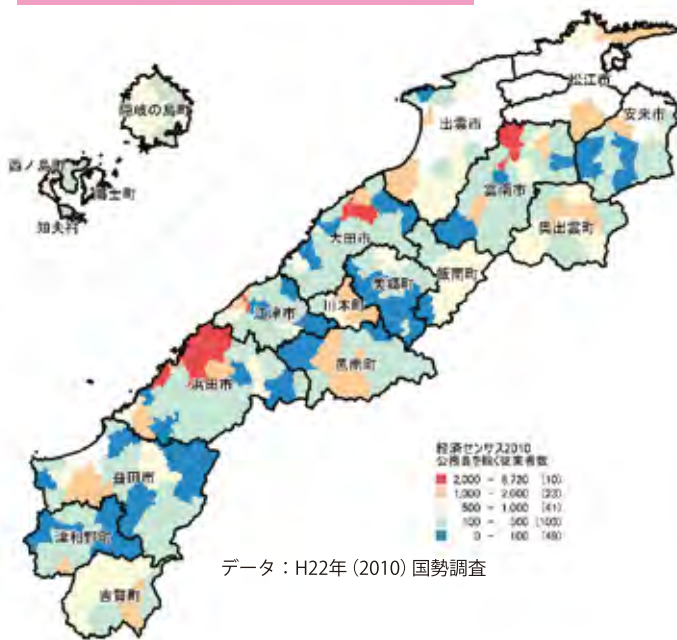 隠岐の島町
西ノ島町
海士町
知夫村
松江市
安来市
出雲市
雲南市
奥出雲町
大田市
飯南町
美郷町
川本町
江津市
邑南町
浜田市
益田市
津和野町
吉賀町
経済センサス2010
公務員を除く従業者数
2,000 - 8,720 (10)
1,000 - 2,000 (23)
500 - 1,000 (41)
100 - 500 (100)
0 - 100 (48)
データ：H22年 (2010) 国勢調査